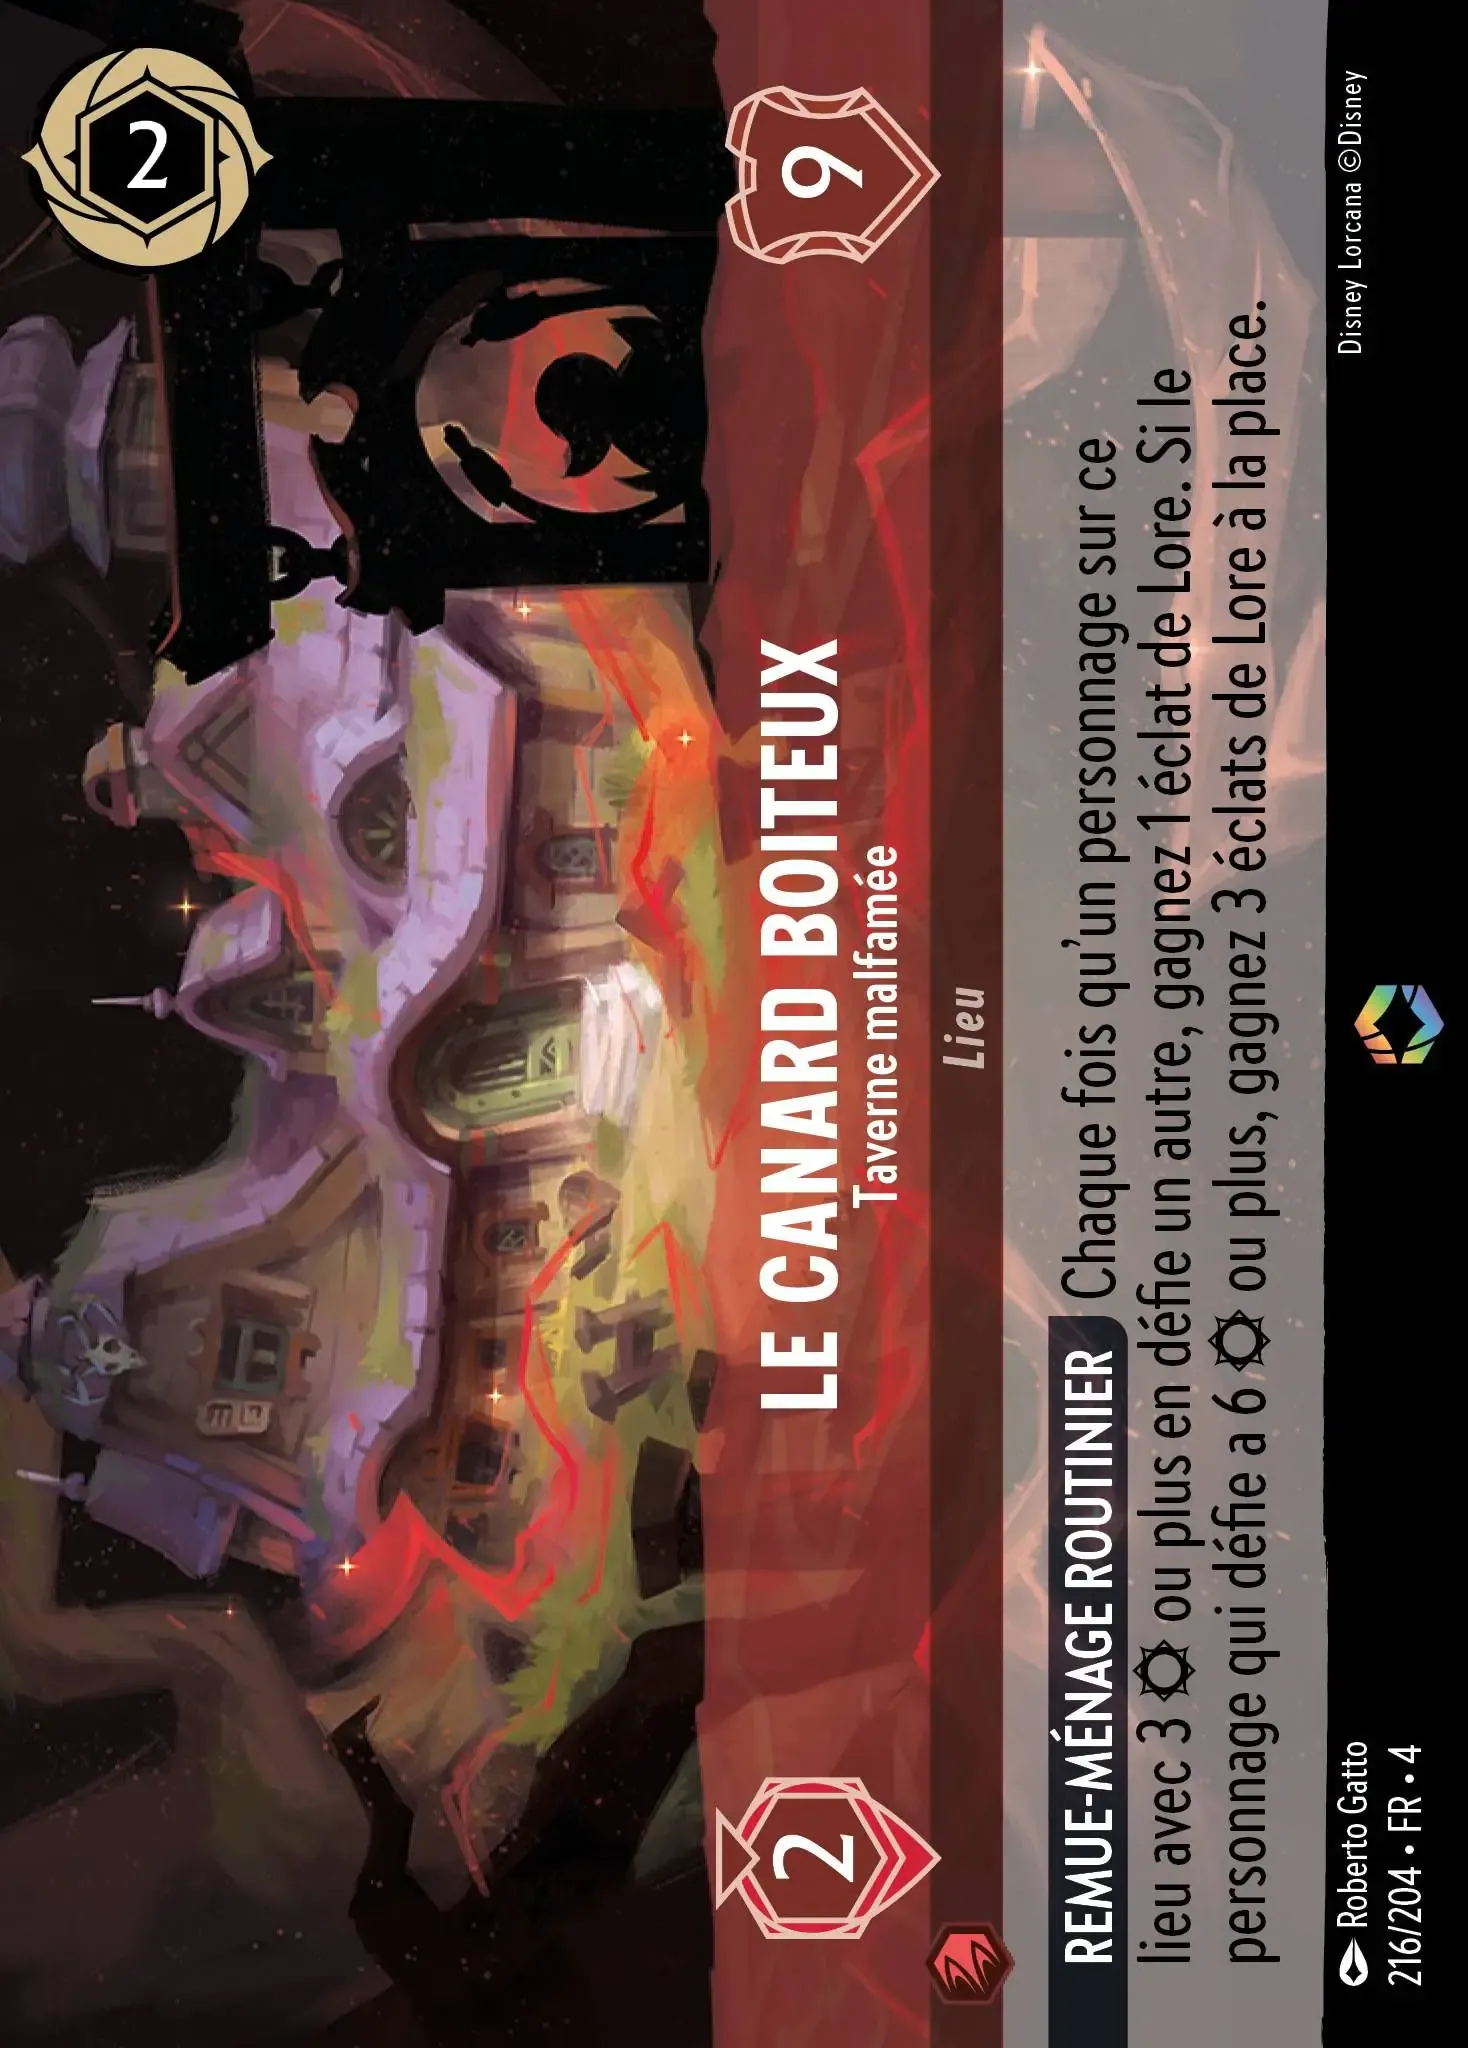 2
LE CANARD BOITEUX
Taverne malfamée
2
9
Lieu
REMUE-MÉNAGE ROUTINIER Chaque fois qu'un personnage sur ce
lieu avec 3 ou plus en défie un autre, gagnez 1 éclat de Lore. Si le
personnage qui défie a 6 ou plus, gagnez 3 éclats de Lore à la place.
Roberto Gatto
Disney Lorcana ©Disney
216/204 • FR • 4